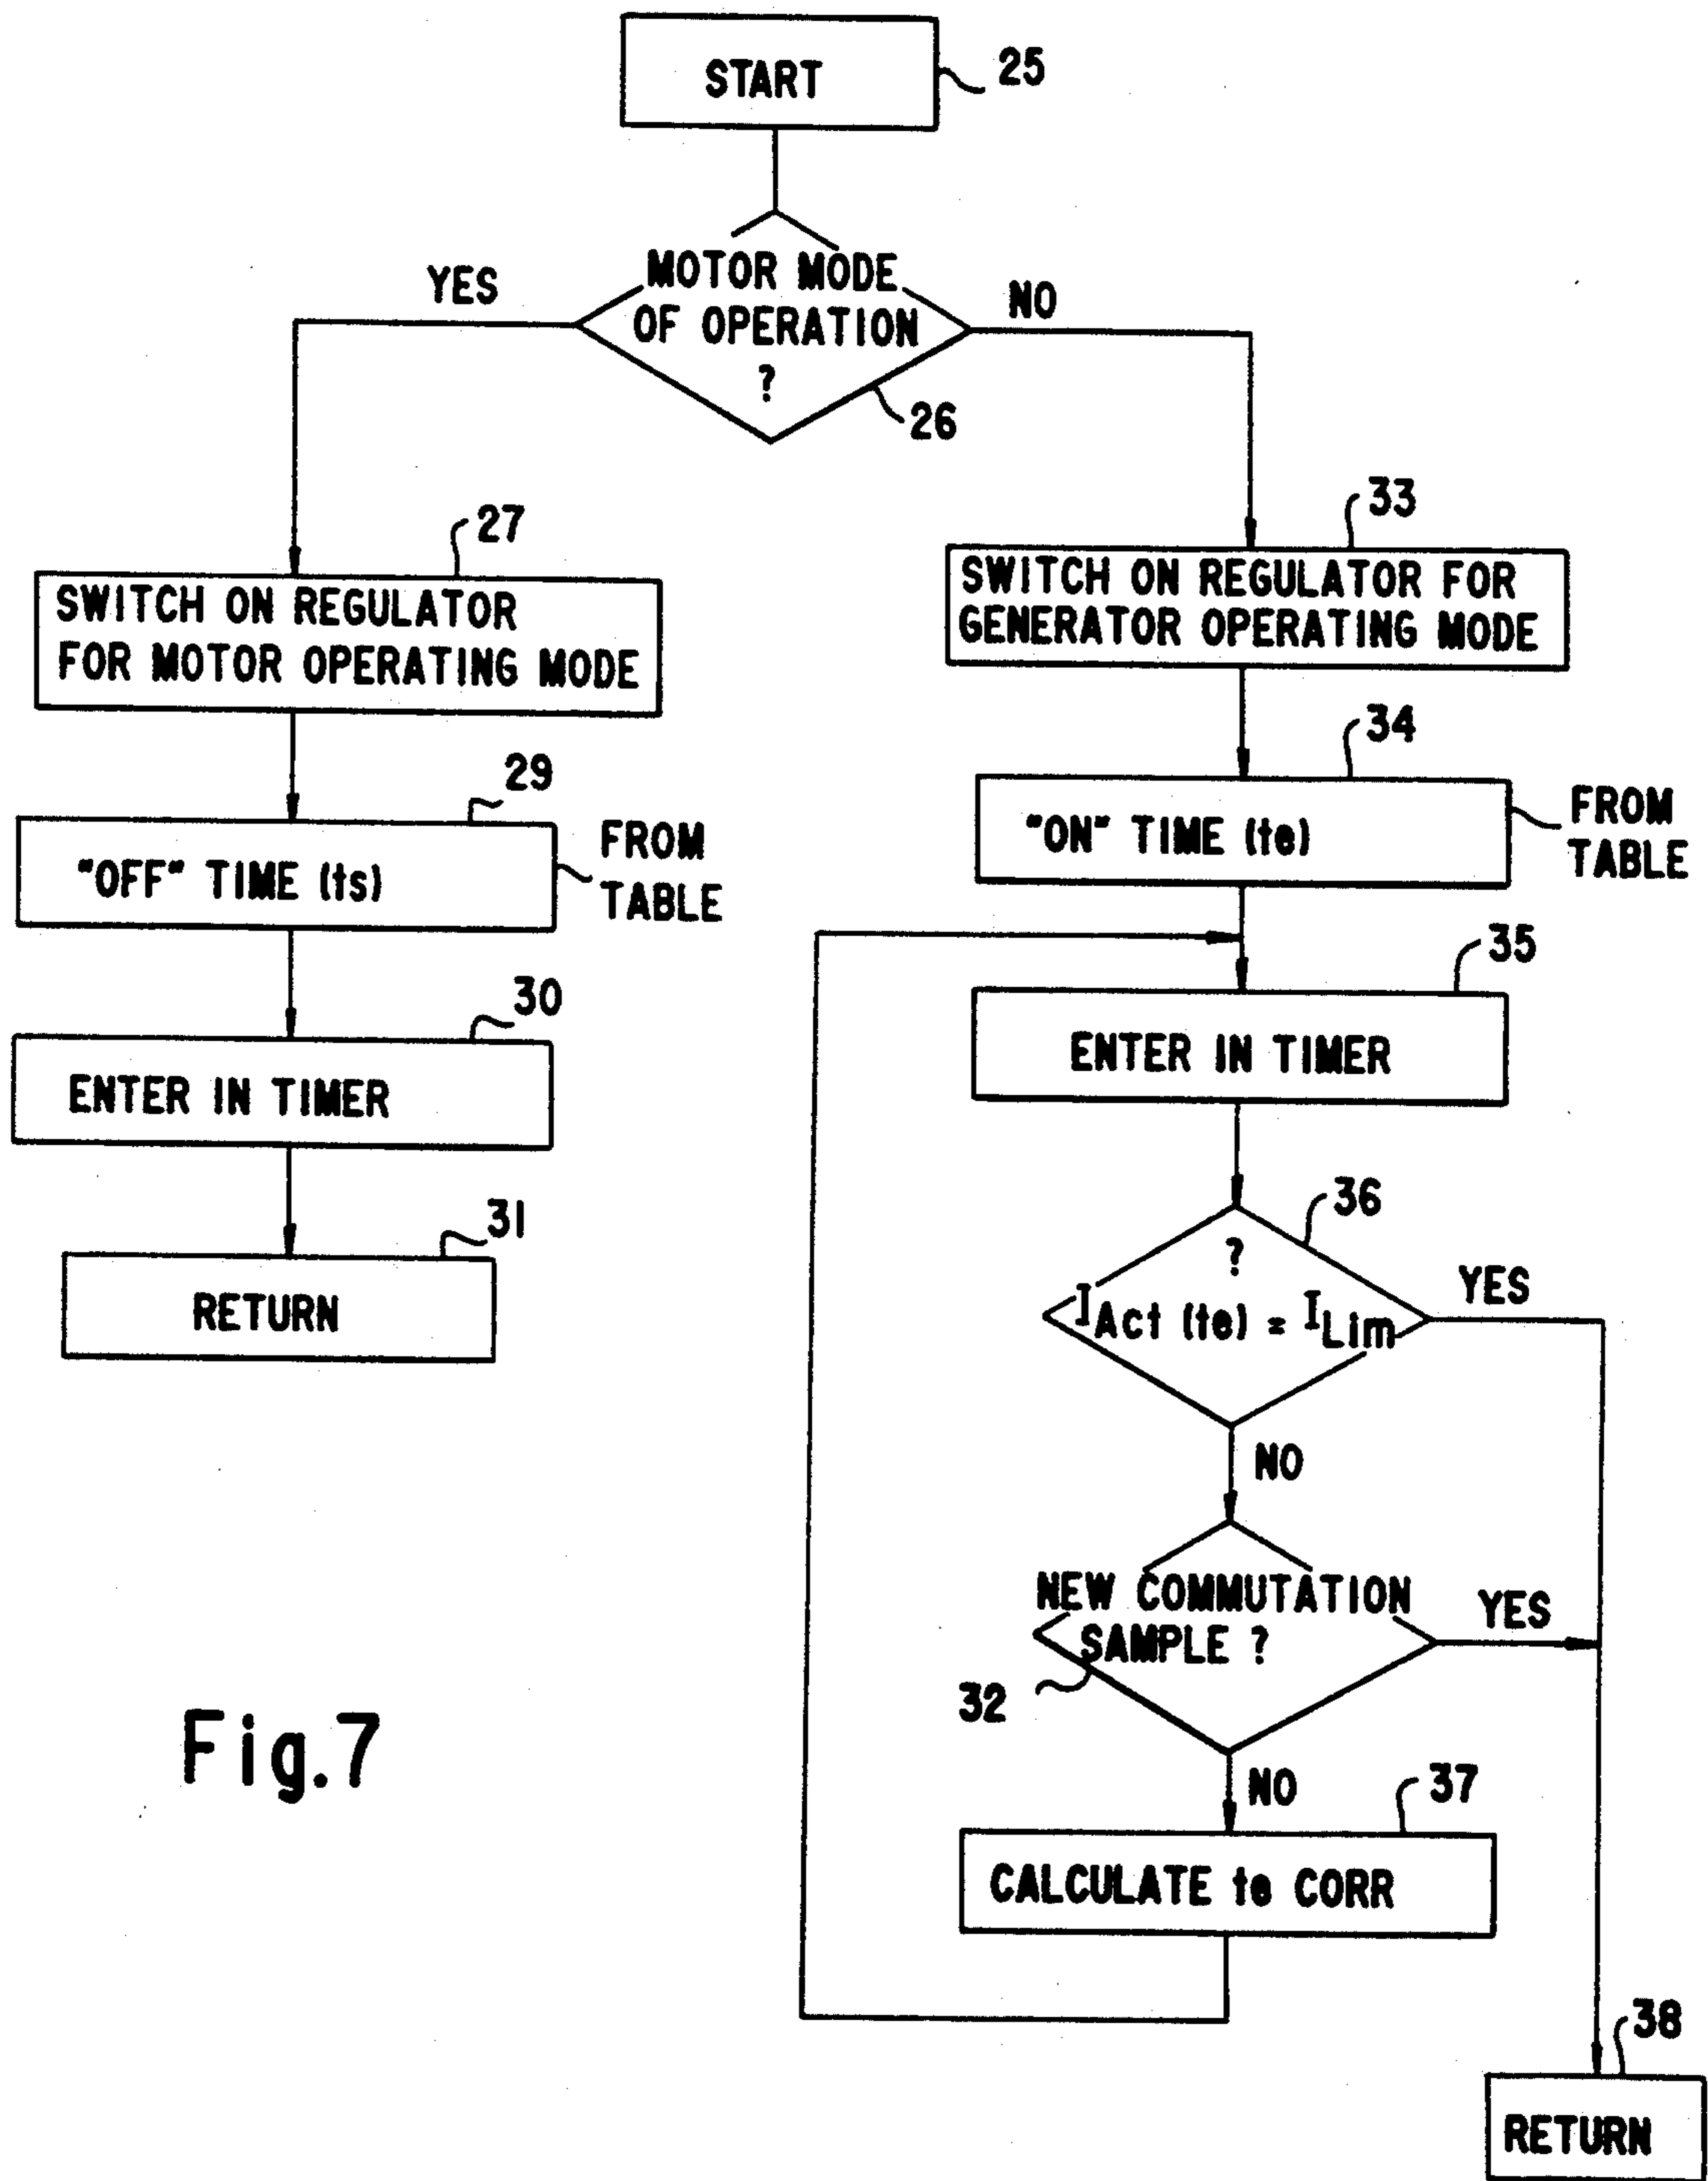 START
25
MOTOR MODE
OF OPERATION
?
YES
NO
26
27
SWITCH ON REGULATOR
FOR MOTOR OPERATING MODE
29
"OFF" TIME (ts)
FROM
TABLE
30
ENTER IN TIMER
31
RETURN
33
SWITCH ON REGULATOR FOR
GENERATOR OPERATING MODE
34
"ON" TIME (te)
FROM
TABLE
35
ENTER IN TIMER
36
?
IAct (te) = ILim
YES
NO
NEW COMMUTATION
SAMPLE ?
YES
32
NO
37
CALCULATE te CORR
38
RETURN
Fig.7